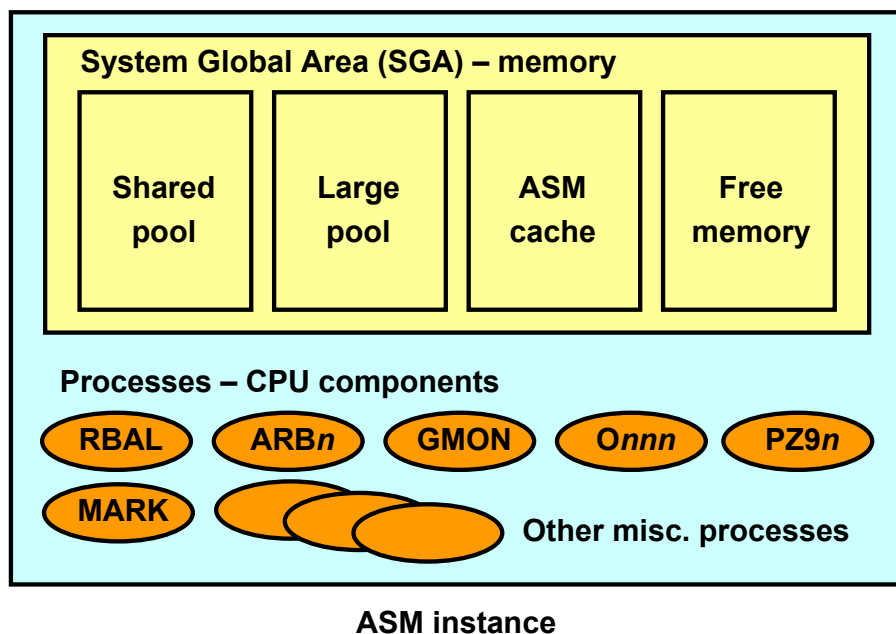 System Global Area (SGA) – memory
Shared pool
Large pool
ASM cache
Free memory
Processes – CPU components
RBAL
ARBn
GMON
Onnn
PZ9n
MARK
Other misc. processes
ASM instance